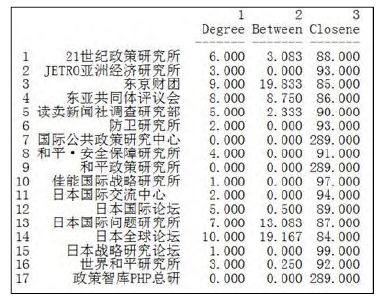 1 2 3
Degree Between Closene
1 21世纪政策研究所 6.000 3.083 88.000
2 JETRO亚洲经济研究所 3.000 0.000 93.000
3 东京财团 9.000 19.833 85.000
4 东亚共同体评议会 8.000 8.750 86.000
5 读卖新闻社调查研究部 5.000 2.333 90.000
6 防卫研究所 2.000 0.000 93.000
7 国际公共政策研究中心 0.000 0.000 289.000
8 和平·安全保障研究所 4.000 0.000 91.000
9 和平政策研究所 0.000 0.000 289.000
10 佳能国际战略研究所 1.000 0.000 97.000
11 日本国际交流中心 2.000 0.000 94.000
12 日本国际论坛 5.000 0.500 89.000
13 日本国际问题研究所 7.000 13.083 87.000
14 日本全球论坛 10.000 19.167 84.000
15 日本战略研究论坛 1.000 0.000 99.000
16 世界和平研究所 3.000 0.250 92.000
17 政策智库PHP总研 0.000 0.000 289.000